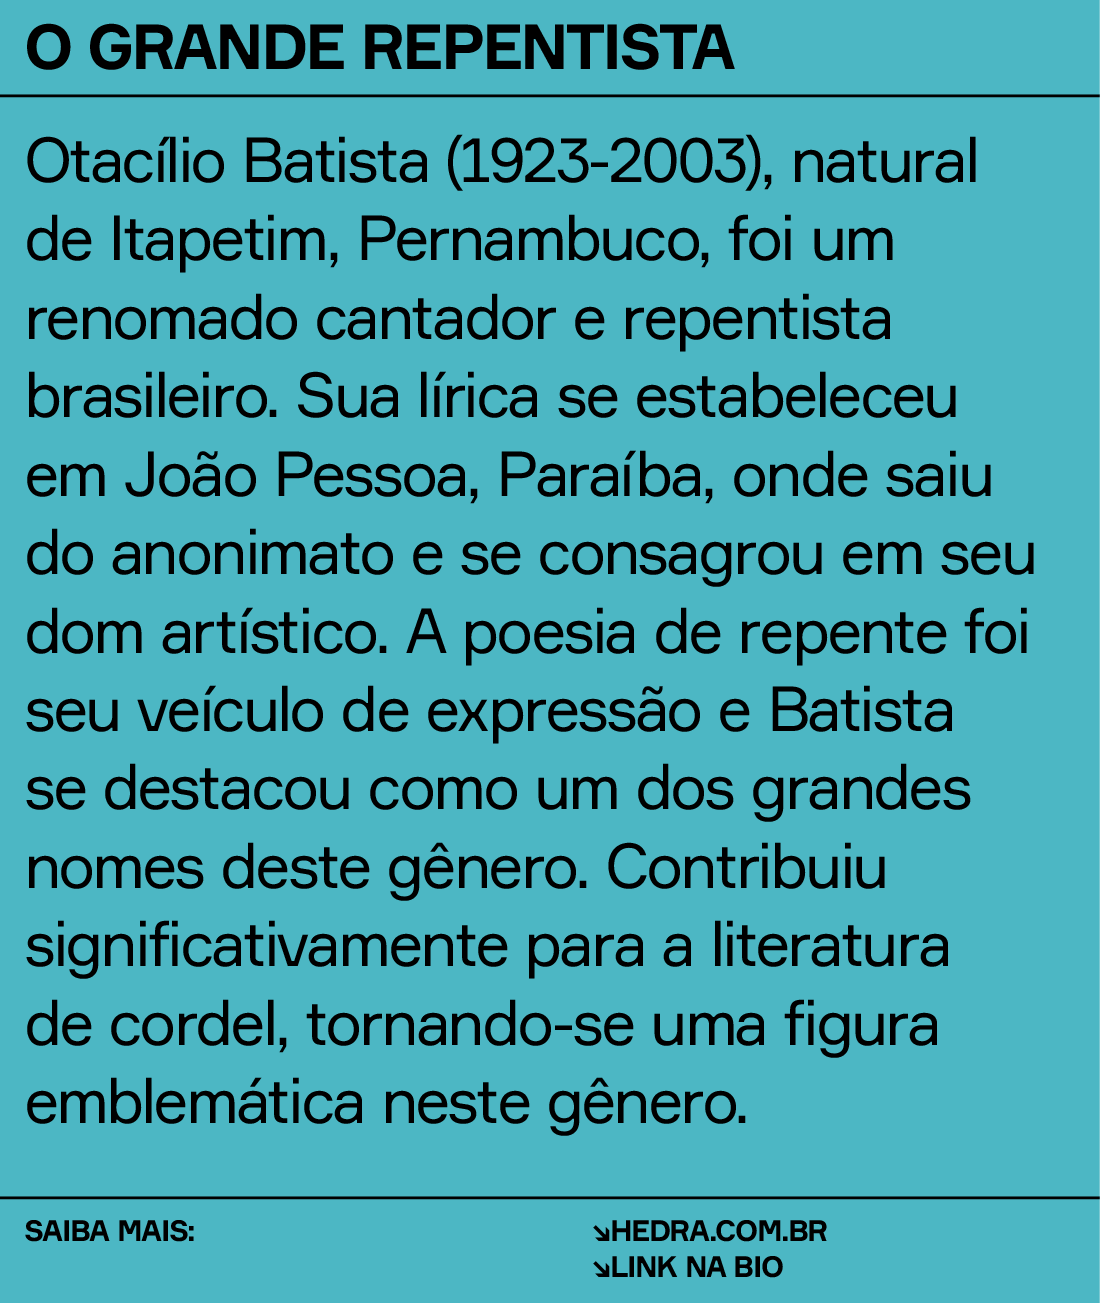 O GRANDE REPENTISTA
Otacílio Batista (1923-2003), natural
de Itapetim, Pernambuco, foi um
renomado cantador e repentista
brasileiro. Sua lírica se estabeleceu
em João Pessoa, Paraíba, onde saiu
do anonimato e se consagrou em seu
dom artístico. A poesia de repente foi
seu veículo de expressão e Batista
se destacou como um dos grandes
nomes deste gênero. Contribuiu
significativamente para a literatura
de cordel, tornando-se uma figura
emblemática neste gênero.
SAIBA MAIS:
↘HEDRA.COM.BR
↘LINK NA BIO